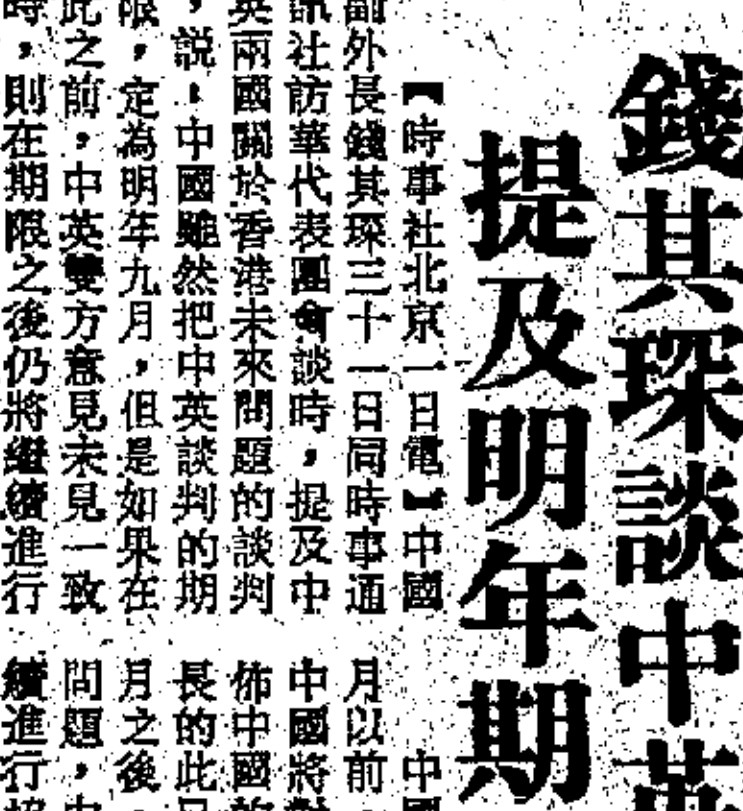 錢其琛談中英
提及明年期
【時事社北京一日電】中國
副外長錢其琛三十一日同時事通
訊社訪華代表團會談時，提及中
英兩國關於香港未來問題的談判
，説：中國雖然把中英談判的期
限，定為明年九月，但是如果在
此之前，中英雙方意見未見一致
時，則在期限之後仍將繼續進行
中國
月以前，
中國將對
佈中國
長的此
月之後，
問題，中
續進行